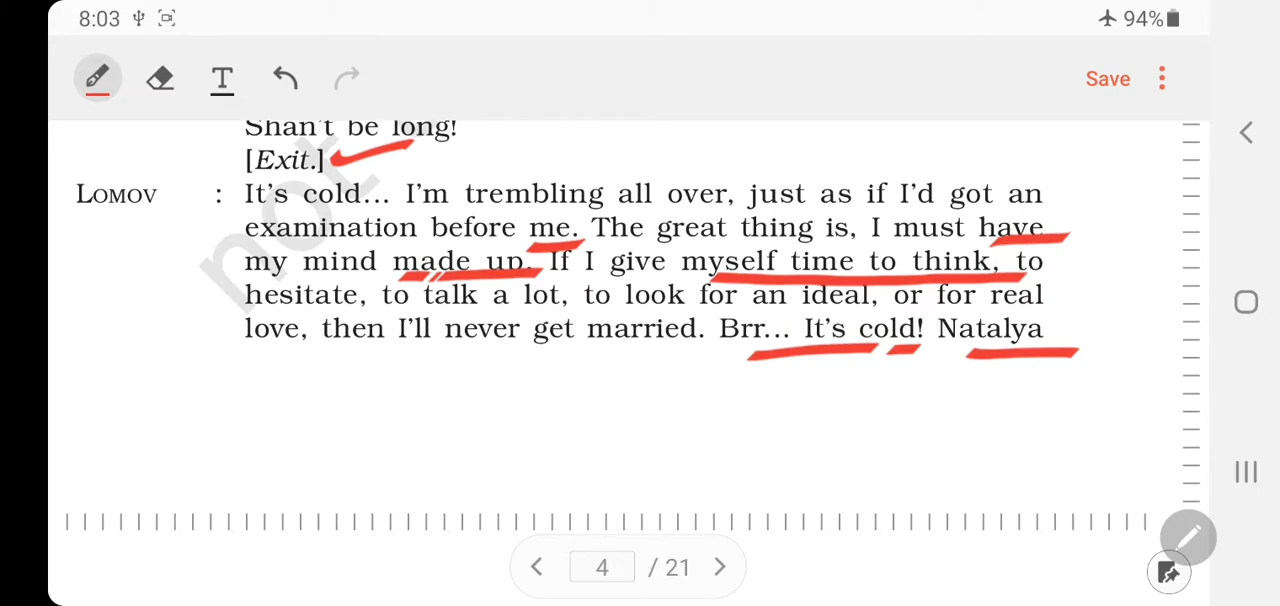 8:03 94%
T Save
Shan't be long!
[Exit.]
LOMOV : It's cold... I'm trembling all over, just as if I'd got an
examination before me. The great thing is, I must have
my mind made up. If I give myself time to think, to
hesitate, to talk a lot, to look for an ideal, or for real
love, then I'll never get married. Brr... It's cold! Natalya
not
4 / 21